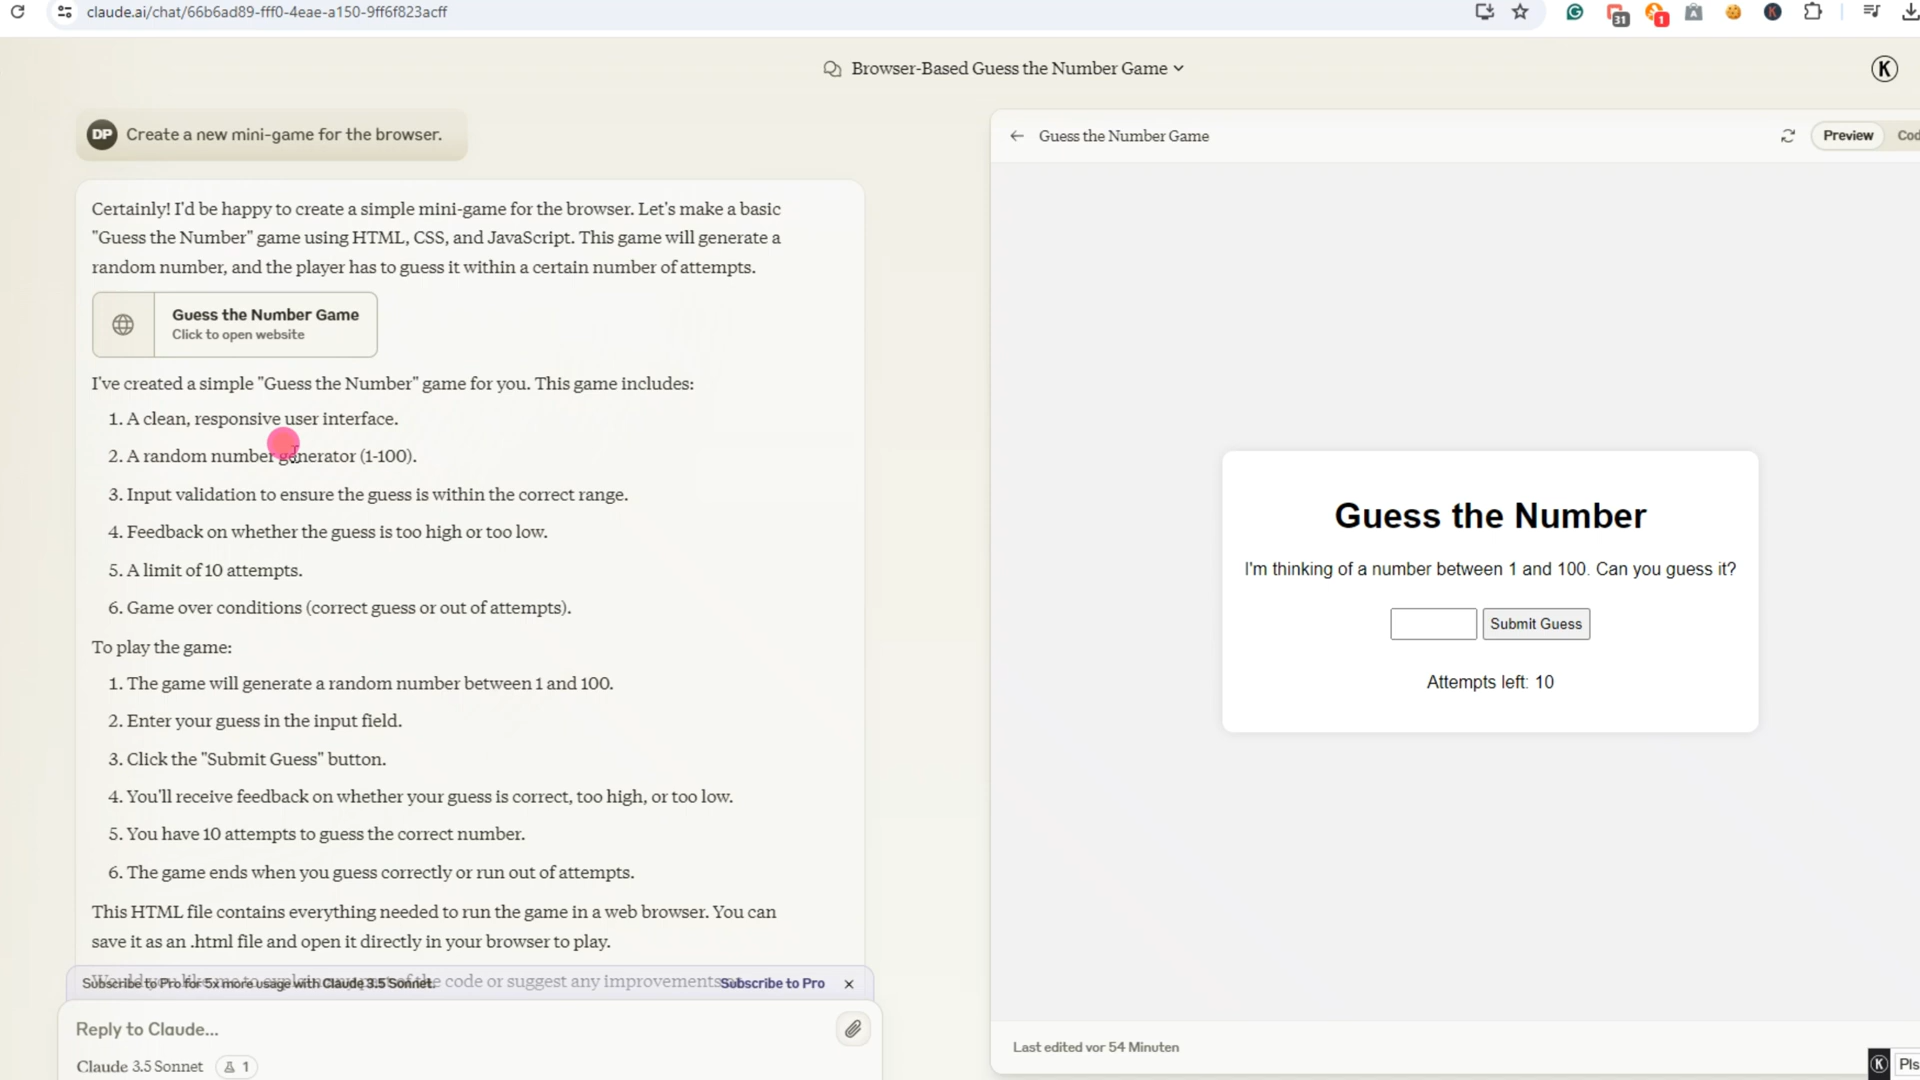 claude.ai/chat/66b6ad89-fff0-4eae-a150-9ff6f823acff
31
1
K
Browser-Based Guess the Number Game
K
DP Create a new mini-game for the browser.
Certainly! I'd be happy to create a simple mini-game for the browser. Let's make a basic
"Guess the Number" game using HTML, CSS, and JavaScript. This game will generate a
random number, and the player has to guess it within a certain number of attempts.
Guess the Number Game
Click to open website
I've created a simple "Guess the Number" game for you. This game includes:
1. A clean, responsive user interface.
2. A random number generator (1-100).
3. Input validation to ensure the guess is within the correct range.
4. Feedback on whether the guess is too high or too low.
5. A limit of 10 attempts.
6. Game over conditions (correct guess or out of attempts).
To play the game:
1. The game will generate a random number between 1 and 100.
2. Enter your guess in the input field.
3. Click the "Submit Guess" button.
4. You'll receive feedback on whether your guess is correct, too high, or too low.
5. You have 10 attempts to guess the correct number.
6. The game ends when you guess correctly or run out of attempts.
This HTML file contains everything needed to run the game in a web browser. You can
save it as an .html file and open it directly in your browser to play.
code or suggest any improvements
Subscribe to Pro for 5x more usage with Claude 3.5 Sonnet. Subscribe to Pro
Reply to Claude...
Claude 3.5 Sonnet 1
Guess the Number Game Preview Cod
Guess the Number
I'm thinking of a number between 1 and 100. Can you guess it?
Submit Guess
Attempts left: 10
Last edited vor 54 Minuten
K Pls